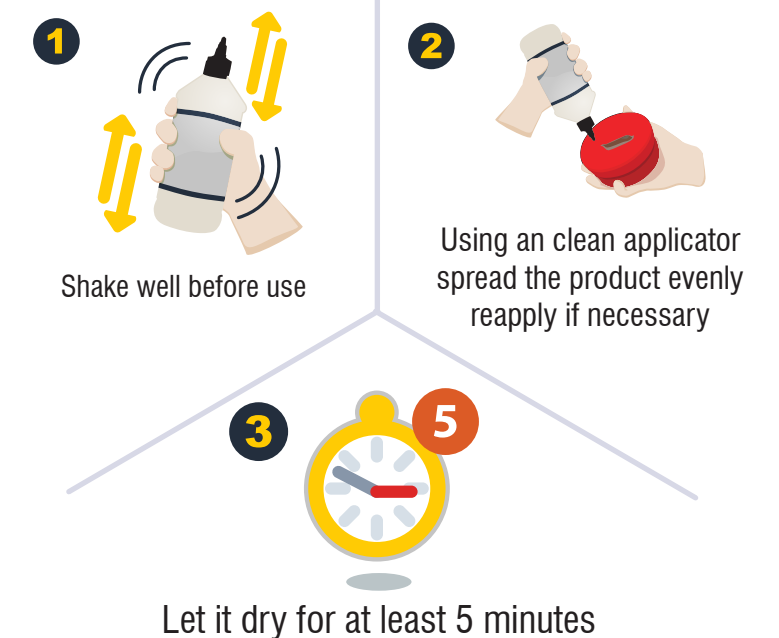 1
Shake well before use
2
Using an clean applicator
spread the product evenly
reapply if necessary
3
5
Let it dry for at least 5 minutes